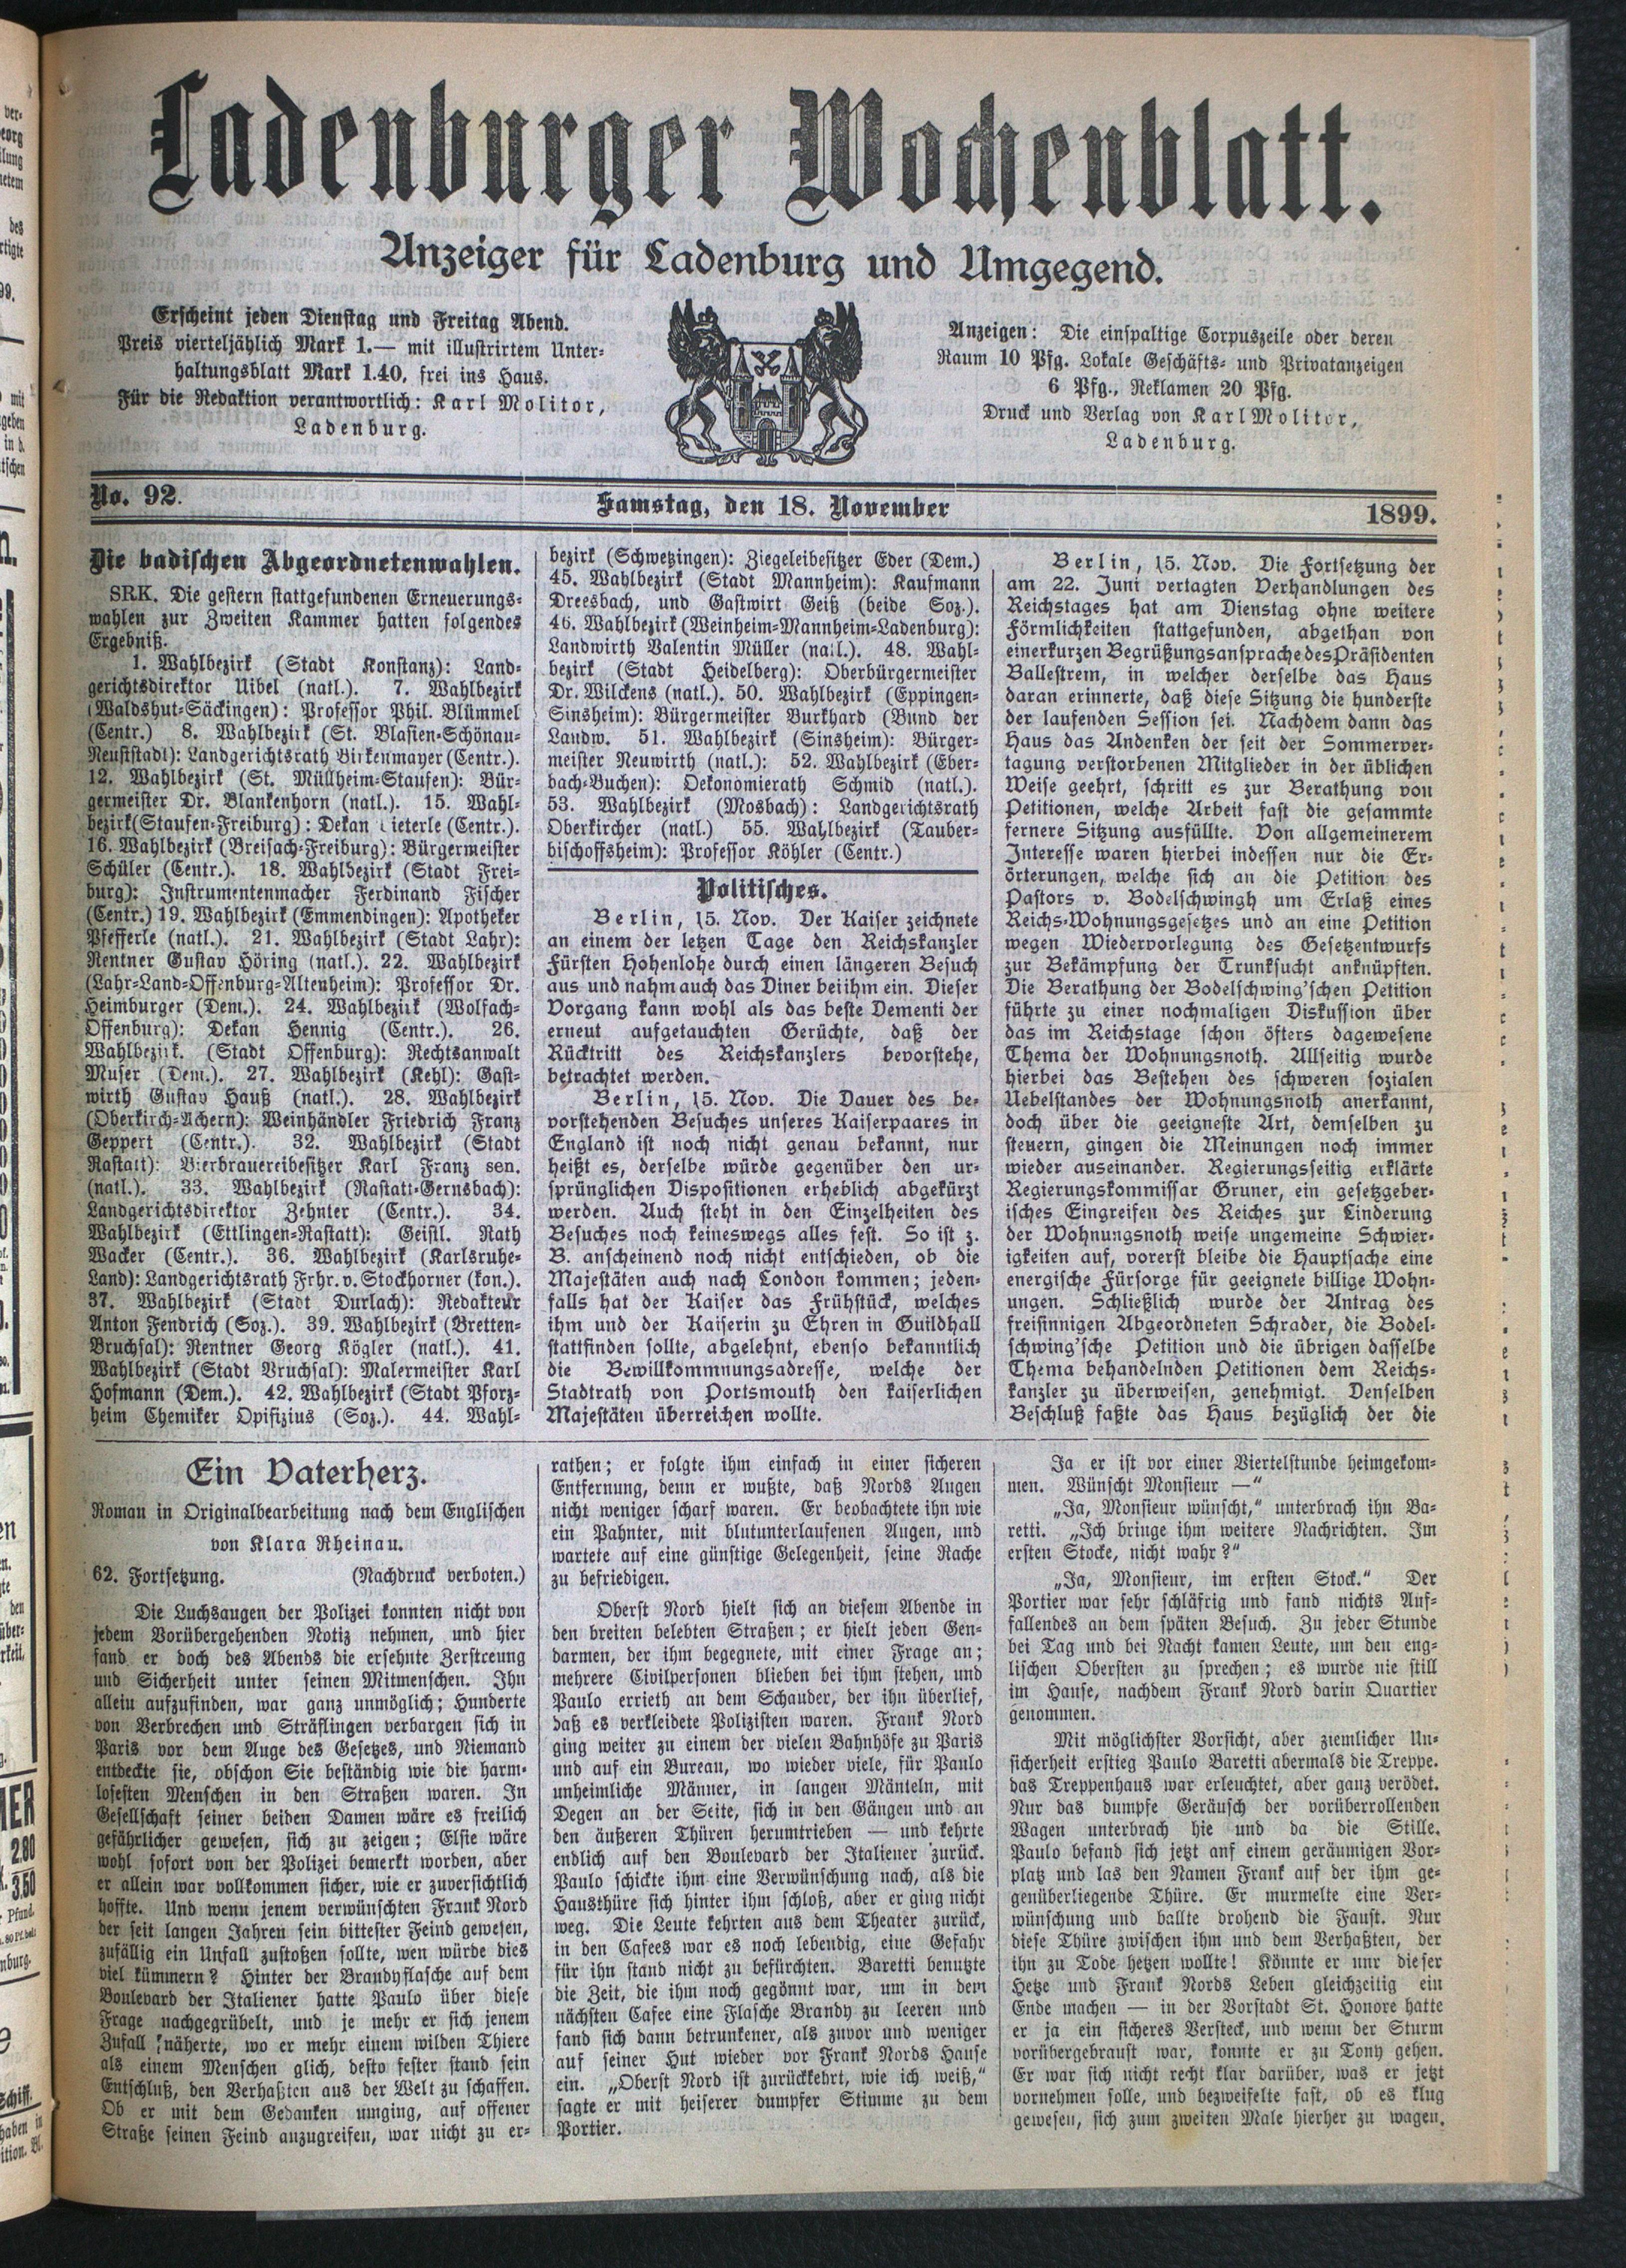 Ladenburger Wochenblatt.
Anzeiger für Ladenburg und Umgegend.
Erscheint jeden Dienstag und Freitag Abend.
Preis vierteljählich Mark 1.— mit illustrirtem Unter-
haltungsblatt Mark 1.40, frei ins Haus.
Für die Redaktion verantwortlich: Karl Molitor,
Ladenburg.
Anzeigen: Die einspaltige Corpuszeile oder deren
Raum 10 Pfg. Lokale Geschäfts- und Privatanzeigen
6 Pfg., Reklamen 20 Pfg.
Druck und Verlag von Karl Molitor,
Ladenburg.
No. 92.
Samstag, den 18. November
1899.
Die badischen Abgeordnetenwahlen.
SRK. Die gestern stattgefundenen Erneuerungs-
wahlen zur Zweiten Kammer hatten folgendes
Ergebniß.
1. Wahlbezirk (Stadt Konstanz): Land-
gerichtsdirektor Uibel (natl.). 7. Wahlbezirk
(Waldshut-Säckingen): Professor Phil. Blümmel
(Centr.) 8. Wahlbezirk (St. Blasien-Schönau-
Neuststadt): Landgerichtsrath Birkenmayer (Centr.).
12. Wahlbezirk (St. Müllheim-Staufen): Bür-
germeister Dr. Blankenhorn (natl.). 15. Wahl-
bezirk (Staufen-Freiburg): Dekan ieterle (Centr.).
16. Wahlbezirk (Breisach-Freiburg): Bürgermeister
Schüler (Centr.). 18. Wahlbezirk (Stadt Frei-
burg): Instrumentenmacher Ferdinand Fischer
(Centr.) 19. Wahlbezirk (Emmendingen): Apotheker
Pfefferle (natl.). 21. Wahlbezirk (Stadt Lahr):
Rentner Gustav Höring (natl.). 22. Wahlbezirk
(Lahr-Land-Offenburg-Altenheim): Professor Dr.
Heimburger (Dem.). 24. Wahlbezirk (Wolfach-
Offenburg): Dekan Hennig (Centr.). 26.
Wahlbezirk. (Stadt Offenburg): Rechtsanwalt
Muser (Dem.). 27. Wahlbezirk (Kehl): Gast-
wirth Gustav Hauß (natl.). 28. Wahlbezirk
(Oberkirch-Achern): Weinhändler Friedrich Franz
Geppert (Centr.). 32. Wahlbezirk (Stadt
Rastatt): Bierbrauereibesitzer Karl Franz sen.
(natl.). 33. Wahlbezirk (Rastatt-Gernsbach):
Landgerichtsdirektor Zehnter (Centr.). 34.
Wahlbezirk (Ettlingen-Rastatt): Geistl. Rath
Wacker (Centr.). 36. Wahlbezirk (Karlsruhe-
Land): Landgerichtsrath Frhr. v. Stockhorner (kon.).
37. Wahlbezirk (Stadt Durlach): Redakteur
Anton Fendrich (Soz.). 39. Wahlbezirk (Bretten-
Bruchsal): Rentner Georg Kögler (natl.). 41.
Wahlbezirk (Stadt Bruchsal): Malermeister Karl
Hofmann (Dem.). 42. Wahlbezirk (Stadt Pforz-
heim Chemiker Opifizius (Soz.). 44. Wahl-
bezirk (Schwetzingen): Ziegeleibesitzer Eder (Dem.)
45. Wahlbezirk (Stadt Mannheim): Kaufmann
Dreesbach, und Gastwirt Geiß (beide Soz.).
46. Wahlbezirk (Weinheim-Mannheim-Ladenburg):
Landwirth Valentin Müller (natl.). 48. Wahl-
bezirk (Stadt Heidelberg): Oberbürgermeister
Dr. Wilckens (natl.). 50. Wahlbezirk (Eppingen-
Sinsheim): Bürgermeister Burkhard (Bund der
Landw. 51. Wahlbezirk (Sinsheim): Bürger-
meister Neuwirth (natl.): 52. Wahlbezirk (Eber-
bach-Buchen): Oekonomierath Schmid (natl.).
53. Wahlbezirk (Mosbach): Landgerichtsrath
Oberkircher (natl.) 55. Wahlbezirk (Tauber-
bischoffsheim): Professor Köhler (Centr.)
Politisches.
Berlin, 15. Nov. Der Kaiser zeichnete
an einem der letzen Tage den Reichskanzler
Fürsten Hohenlohe durch einen längeren Besuch
aus und nahm auch das Diner bei ihm ein. Dieser
Vorgang kann wohl als das beste Dementi der
erneut aufgetauchten Gerüchte, daß der
Rücktritt des Reichskanzlers bevorstehe,
betrachtet werden.
Berlin, 15. Nov. Die Dauer des be-
vorstehenden Besuches unseres Kaiserpaares in
England ist noch nicht genau bekannt, nur
heißt es, derselbe würde gegenüber den ur-
sprünglichen Dispositionen erheblich abgekürzt
werden. Auch steht in den Einzelheiten des
Besuches noch keineswegs alles fest. So ist z.
B. anscheinend noch nicht entschieden, ob die
Majestäten auch nach London kommen; jeden-
falls hat der Kaiser das Frühstück, welches
ihm und der Kaiserin zu Ehren in Guildhall
stattfinden sollte, abgelehnt, ebenso bekanntlich
die Bewillkommnungsadresse, welche der
Stadtrath von Portsmouth den kaiserlichen
Majestäten überreichen wollte.
Berlin, 15. Nov. Die Fortsetzung der
am 22. Juni vertagten Verhandlungen des
Reichstages hat am Dienstag ohne weitere
Förmlichkeiten stattgefunden, abgethan von
einerkurzen Begrüßungsansprache des Präsidenten
Ballestrem, in welcher derselbe das Haus
daran erinnerte, daß diese Sitzung die hunderste
der laufenden Session sei. Nachdem dann das
Haus das Andenken der seit der Sommerver-
tagung verstorbenen Mitglieder in der üblichen
Weise geehrt, schritt es zur Berathung von
Petitionen, welche Arbeit fast die gesammte
fernere Sitzung ausfüllte. Von allgemeinerem
Interesse waren hierbei indessen nur die Er-
örterungen, welche sich an die Petition des
Pastors v. Bodelschwingh um Erlaß eines
Reichs-Wohnungsgesetzes und an eine Petition
wegen Wiedervorlegung des Gesetzentwurfs
zur Bekämpfung der Trunksucht anknüpften.
Die Berathung der Bodelschwing'schen Petition
führte zu einer nochmaligen Diskussion über
das im Reichstage schon öfters dagewesene
Thema der Wohnungsnoth. Allseitig wurde
hierbei das Bestehen des schweren sozialen
Uebelstandes der Wohnungsnoth anerkannt,
doch über die geeigneste Art, demselben zu
steuern, gingen die Meinungen noch immer
wieder auseinander. Regierungsseitig erklärte
Regierungskommissar Gruner, ein gesetzgeber-
isches Eingreifen des Reiches zur Linderung
der Wohnungsnoth weise ungemeine Schwier-
igkeiten auf, vorerst bleibe die Hauptsache eine
energische Fürsorge für geeignete billige Wohn-
ungen. Schließlich wurde der Antrag des
freisinnigen Abgeordneten Schrader, die Bodel-
schwing'sche Petition und die übrigen dasselbe
Thema behandelnden Petitionen dem Reichs-
kanzler zu überweisen, genehmigt. Denselben
Beschluß faßte das Haus bezüglich der die
Ein Vaterherz.
Roman in Originalbearbeitung nach dem Englischen
von Klara Rheinau.
62. Fortsetzung. (Nachdruck verboten.)
Die Luchsaugen der Polizei konnten nicht von
jedem Vorübergehenden Notiz nehmen, und hier
fand er doch des Abends die ersehnte Zerstreung
und Sicherheit unter seinen Mitmenschen. Ihn
allein aufzufinden, war ganz unmöglich; Hunderte
von Verbrechen und Sträflingen verbargen sich in
Paris vor dem Auge des Gesetzes, und Niemand
entdeckte sie, obschon Sie beständig wie die harm-
losesten Menschen in den Straßen waren. In
Gesellschaft seiner beiden Damen wäre es freilich
gefährlicher gewesen, sich zu zeigen; Elsie wäre
wohl sofort von der Polizei bemerkt worden, aber
er allein war vollkommen sicher, wie er zuversichtlich
hoffte. Und wenn jenem verwünschten Frank Nord
der seit langen Jahren sein bittester Feind gewesen,
zufällig ein Unfall zustoßen sollte, wen würde dies
viel kümmern? Hinter der Brandyflasche auf dem
Boulevard der Italiener hatte Paulo über diese
Frage nachgegrübelt, und je mehr er sich jenem
Zufall näherte, wo er mehr einem wilden Thiere
als einem Menschen glich, desto fester stand sein
Entschluß, den Verhaßten aus der Welt zu schaffen.
Ob er mit dem Gedanken umging, auf offener
Straße seinen Feind anzugreifen, war nicht zu er-
rathen; er folgte ihm einfach in einer sicheren
Entfernung, denn er wußte, daß Nords Augen
nicht weniger scharf waren. Er beobachtete ihn wie
ein Pahnter, mit blutunterlaufenen Augen, und
wartete auf eine günstige Gelegenheit, seine Rache
zu befriedigen.
Oberst Nord hielt sich an diesem Abende in
den breiten belebten Straßen; er hielt jeden Gen-
darmen, der ihm begegnete, mit einer Frage an;
mehrere Civilpersonen blieben bei ihm stehen, und
Paulo errieth an dem Schauder, der ihn überlief,
daß es verkleidete Polizisten waren. Frank Nord
ging weiter zu einem der vielen Bahnhöfe zu Paris
und auf ein Bureau, wo wieder viele, für Paulo
unheimliche Männer, in langen Mänteln, mit
Degen an der Seite, sich in den Gängen und an
den äußeren Thüren herumtrieben — und kehrte
endlich auf den Boulevard der Italiener zurück.
Paulo schickte ihm eine Verwünschung nach, als die
Hausthüre sich hinter ihm schloß, aber er ging nicht
weg. Die Leute kehrten aus dem Theater zurück,
in den Cafees war es noch lebendig, eine Gefahr
für ihn stand nicht zu befürchten. Baretti benutzte
die Zeit, die ihm noch gegönnt war, um in dem
nächsten Cafee eine Flasche Brandy zu leeren und
fand sich dann betrunkener, als zuvor und weniger
auf seiner Hut wieder vor Frank Nords Hause
ein. „Oberst Nord ist zurückkehrt, wie ich weiß,“
sagte er mit heiserer dumpfer Stimme zu dem
Portier.
Ja er ist vor einer Viertelstunde heimgekom-
men. Wünscht Monsieur —“
„Ja, Monsieur wünscht,“ unterbrach ihn Ba-
retti. „Ich bringe ihm weitere Nachrichten. Im
ersten Stocke, nicht wahr?“
„Ja, Monsieur, im ersten Stock.“ Der
Portier war sehr schläfrig und fand nichts Auf-
fallendes an dem späten Besuch. Zu jeder Stunde
bei Tag und bei Nacht kamen Leute, um den eng-
lischen Obersten zu sprechen; es wurde nie still
im Hause, nachdem Frank Nord darin Quartier
genommen.
Mit möglichster Vorsicht, aber ziemlicher Un-
sicherheit erstieg Paulo Baretti abermals die Treppe.
das Treppenhaus war erleuchtet, aber ganz verödet.
Nur das dumpfe Geräusch der vorüberrollenden
Wagen unterbrach hie und da die Stille.
Paulo befand sich jetzt auf einem geräumigen Vor-
platz und las den Namen Frank auf der ihm ge-
genüberliegende Thüre. Er murmelte eine Ver-
wünschung und ballte drohend die Faust. Nur
diese Thüre zwischen ihm und dem Verhaßten, der
ihn zu Tode hetzen wollte! Könnte er nur dieser
Hetze und Frank Nords Leben gleichzeitig ein
Ende machen — in der Vorstadt St. Honore hatte
er ja ein sicheres Versteck, und wenn der Sturm
vorübergebraust war, konnte er zu Tony gehen.
Er war sich nicht recht klar darüber, was er jetzt
vornehmen solle, und bezweifelte fast, ob es klug
gewesen, sich zum zweiten Male hierher zu wagen.